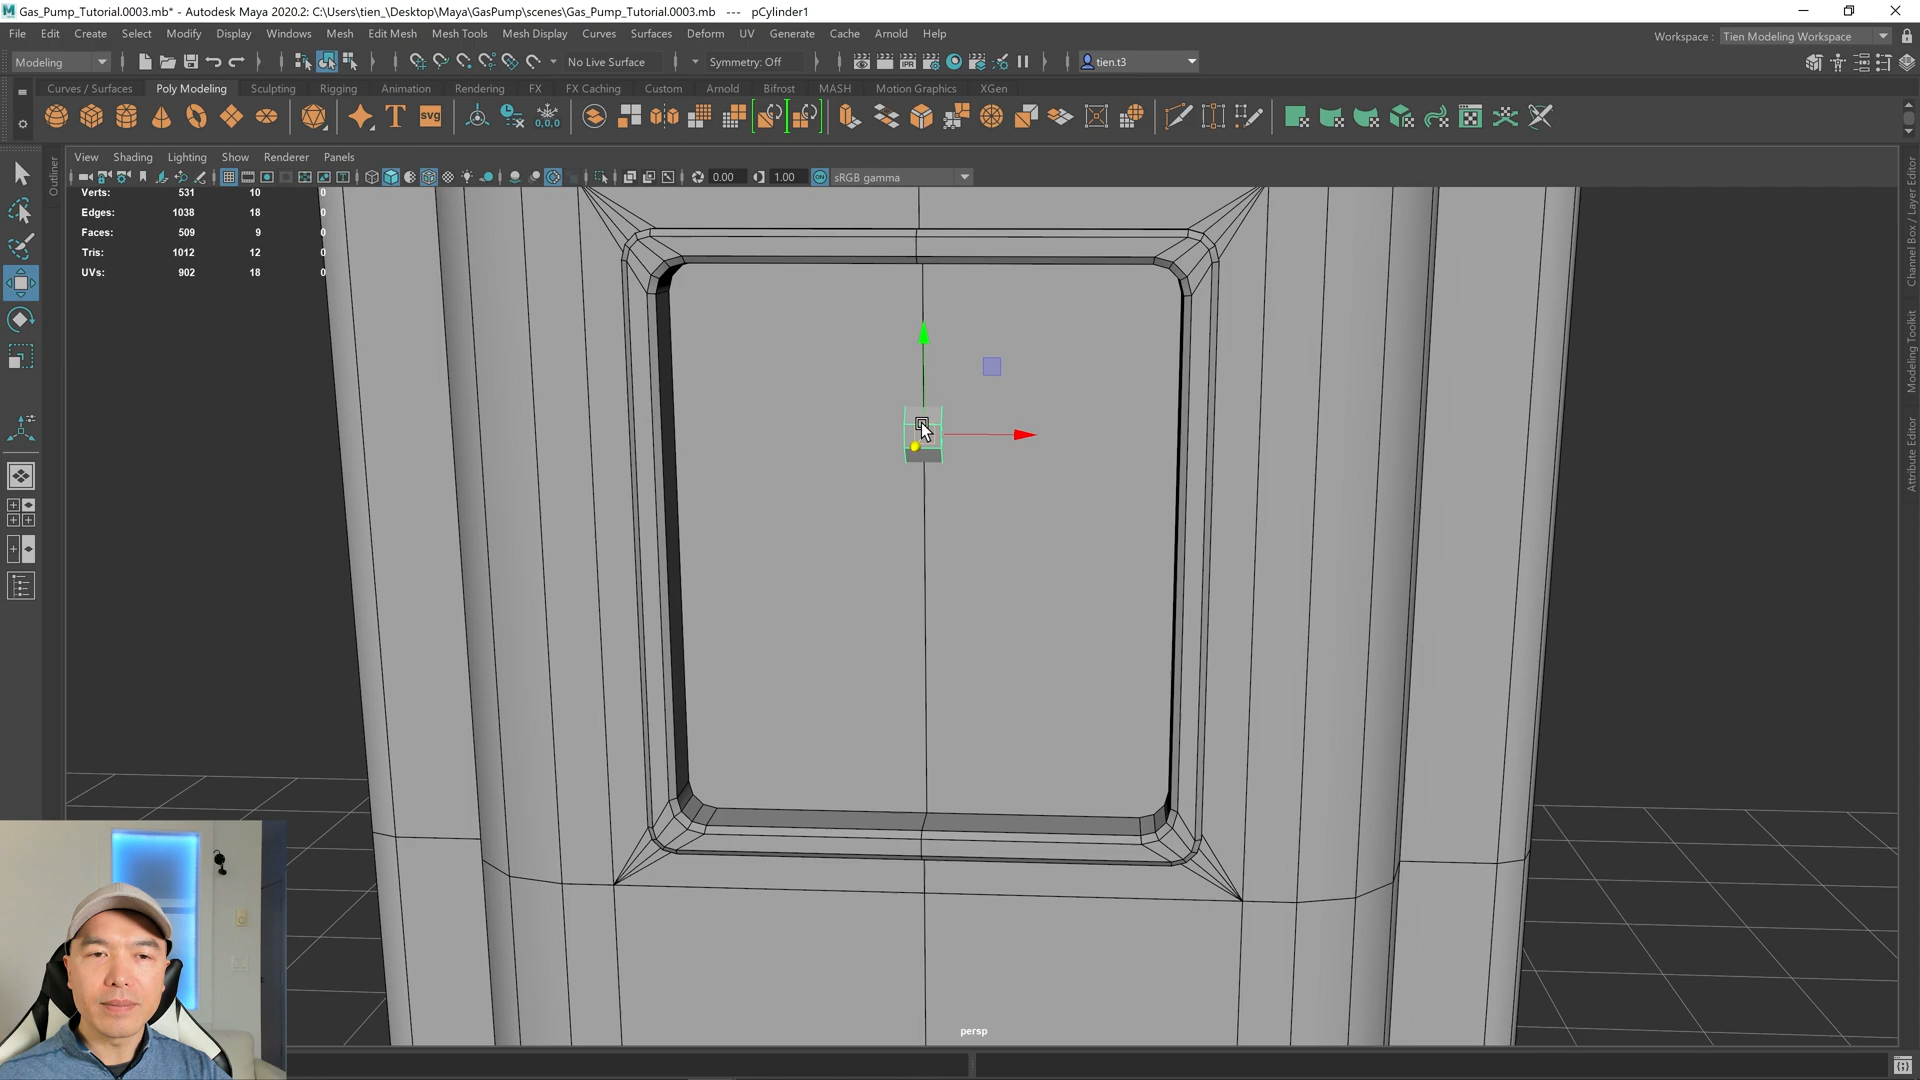 Gas_Pump_Tutorial.0003.mb* - Autodesk Maya 2020.2: C:\Users\tien_\Desktop\Maya\GasPump\scenes\Gas_Pump_Tutorial.0003.mb   ---   pCylinder1
File Edit Create Select Modify Display Windows Mesh Edit Mesh Mesh Tools Mesh Display Curves Surfaces Deform UV Generate Cache Arnold Help
Workspace : Tien Modeling Workspace
Modeling No Live Surface Symmetry: Off tien.t3
Curves / Surfaces Poly Modeling Sculpting Rigging Animation Rendering FX FX Caching Custom Arnold Bifrost MASH Motion Graphics XGen
T svg 0,0,0
View Shading Lighting Show Renderer Panels
0.00 1.00 ON sRGB gamma
Verts: 531 10 0
Edges: 1038 18 0
Faces: 509 9 0
Tris: 1012 12 0
UVs: 902 18 0
Outliner
Channel Box / Layer Editor
Modeling Toolkit
Attribute Editor
persp